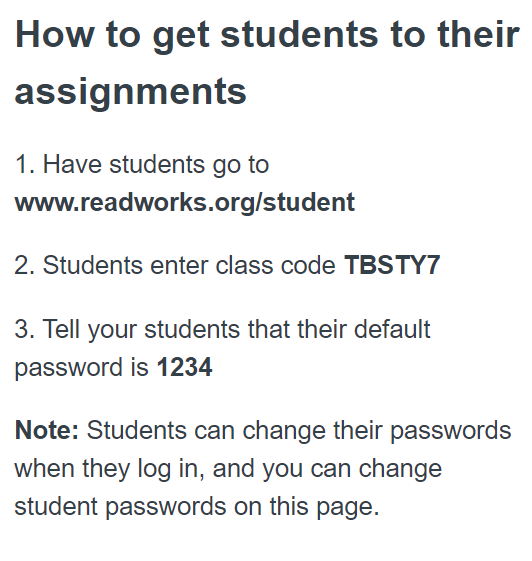 How to get students to their
assignments
1. Have students go to
www.readworks.org/student
2. Students enter class code TBSTY7
3. Tell your students that their default
password is 1234
Note: Students can change their passwords
when they log in, and you can change
student passwords on this page.